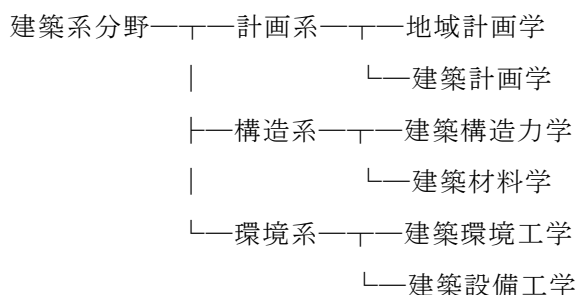 建築系分野―┬―計画系―┬―地域計画学
│ └―建築計画学
├―構造系―┬―建築構造力学
│ └―建築材料学
└―環境系―┬―建築環境工学
└―建築設備工学